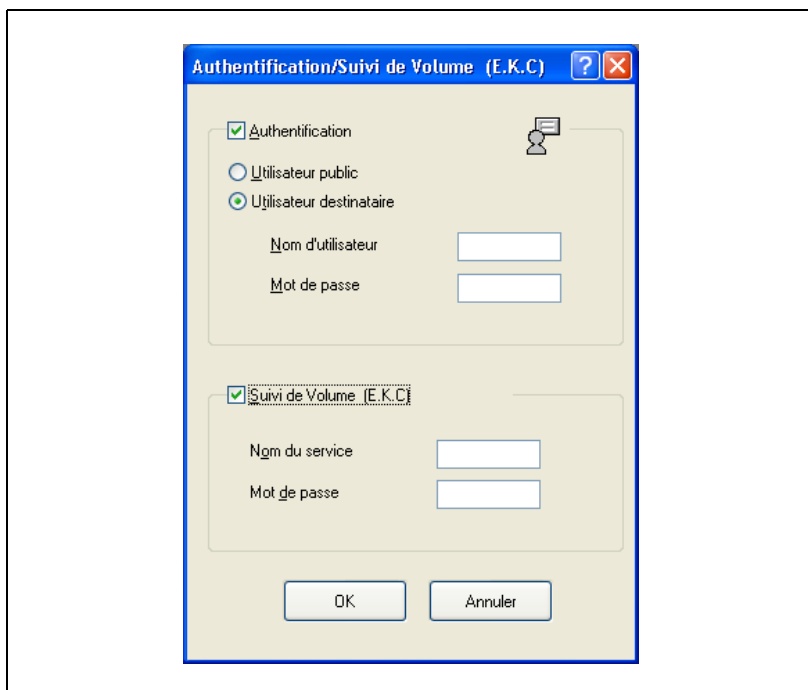 Authentification/Suivi de Volume (E.K.C)
Authentification
Utilisateur public
Utilisateur destinataire
Nom d'utilisateur
Mot de passe
Suivi de Volume (E.K.C)
Nom du service
Mot de passe
OK
Annuler